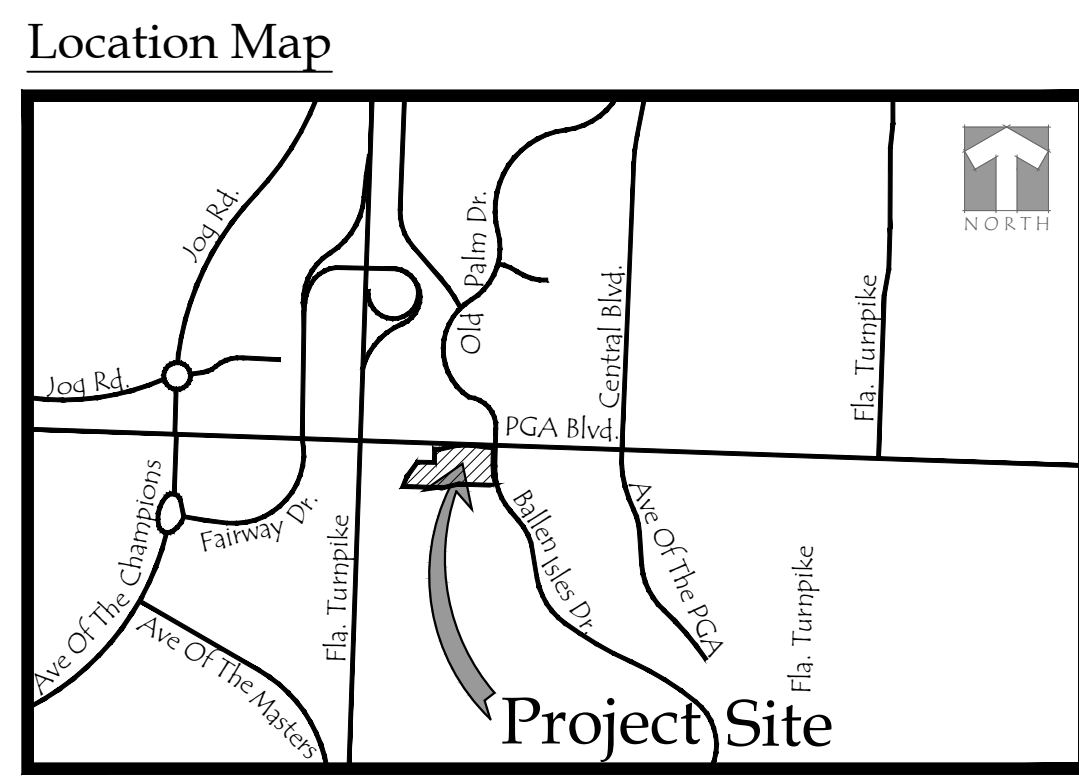 Location Map
NORTH
Jog Rd.
Old Palm Dr.
Central Blvd.
Fla. Turnpike
Jog Rd.
PGA Blvd.
Ave Of The Champions
Fairway Dr.
Fla. Turnpike
Ballen Isles Dr.
Ave Of The PGA
Fla. Turnpike
Ave Of The Masters
Project Site